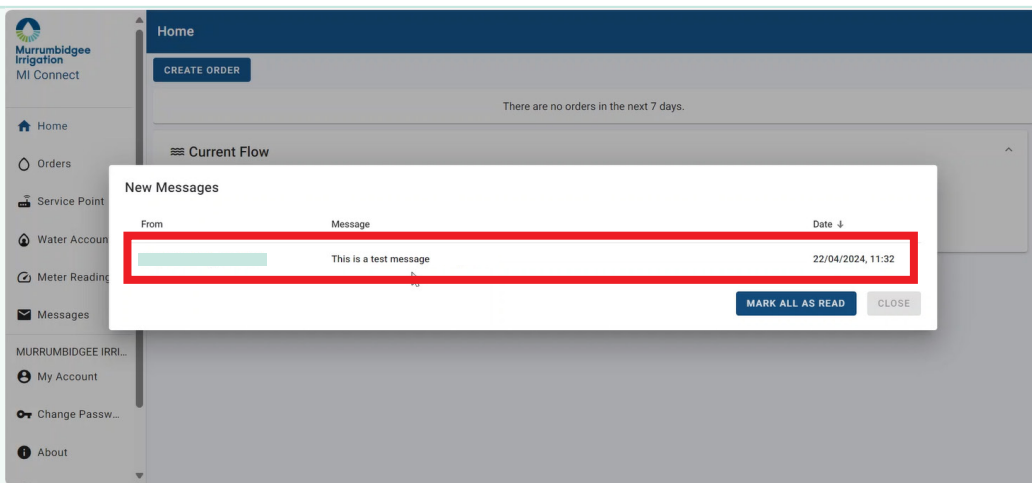 Murrumbidgee
Irrigation
MI Connect
Home
Orders
Service Point
Water Accoun
Meter Reading
Messages
MURRUMBIDGEE IRRI...
My Account
Change Passw...
About
Home
CREATE ORDER
There are no orders in the next 7 days.
Current Flow
New Messages
From Message Date
This is a test message 22/04/2024, 11:32
MARK ALL AS READ CLOSE